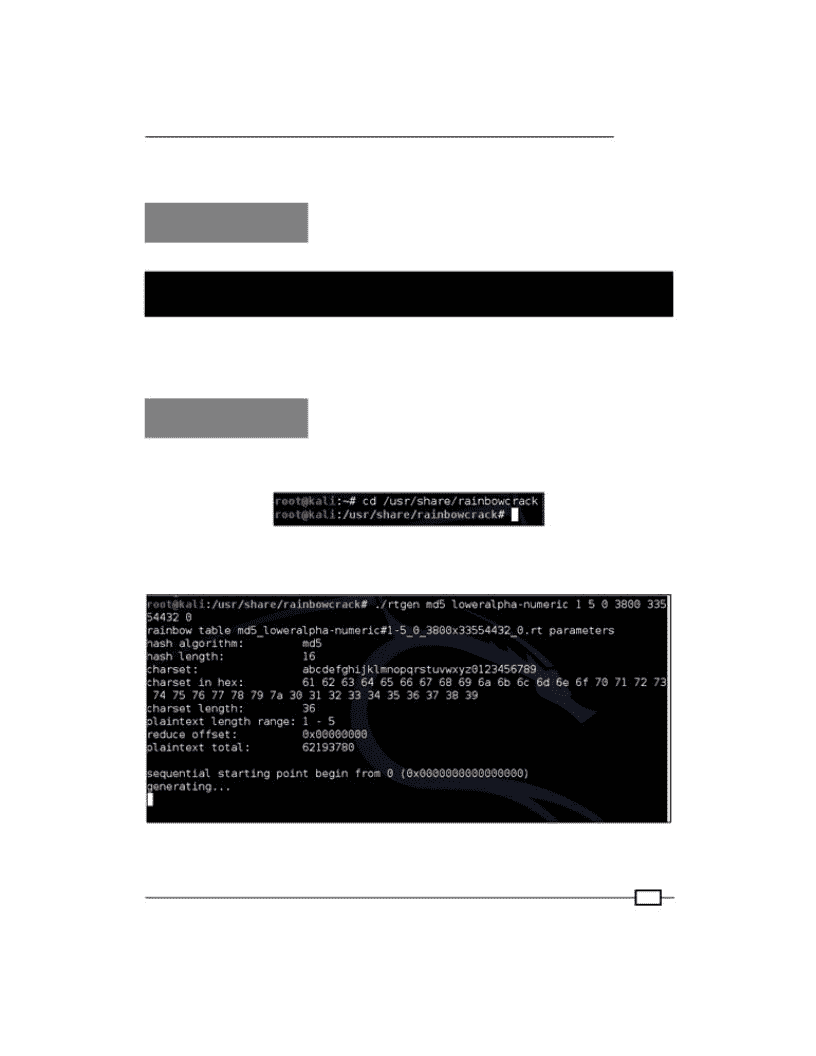 root@kali:~# cd /usr/share/rainbowcrack
root@kali:/usr/share/rainbowcrack#
root@kali:/usr/share/rainbowcrack# ./rtgen md5 loweralpha-numeric 1 5 0 3800 335
54432 0
rainbow table md5_loweralpha-numeric#1-5_0_3800x33554432_0.rt parameters
hash algorithm: md5
hash length: 16
charset: abcdefghijklmnopqrstuvwxyz0123456789
charset in hex: 61 62 63 64 65 66 67 68 69 6a 6b 6c 6d 6e 6f 70 71 72 73
74 75 76 77 78 79 7a 30 31 32 33 34 35 36 37 38 39
charset length: 36
plaintext length range: 1 - 5
reduce offset: 0x00000000
plaintext total: 62193780
sequential starting point begin from 0 (0x0000000000000000)
generating...